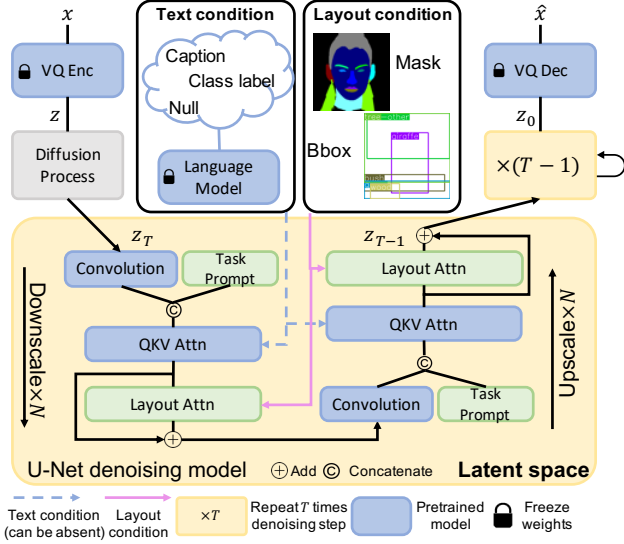 x
VQ Enc
z
Diffusion
Process
Text condition
Caption
Class label
Null
Language
Model
Layout condition
Mask
Bbox
giraffe
x̂
VQ Dec
z_0
×(T − 1)
z_T
Convolution
Task
Prompt
©
QKV Attn
Layout Attn
Downscale×N
z_{T−1}
Layout Attn
QKV Attn
©
Convolution
Task
Prompt
Upscale×N
U-Net denoising model
Add
© Concatenate
Latent space
Text condition
(can be absent)
Layout
condition
×T
Repeat T times
denoising step
Pretrained
model
Freeze
weights